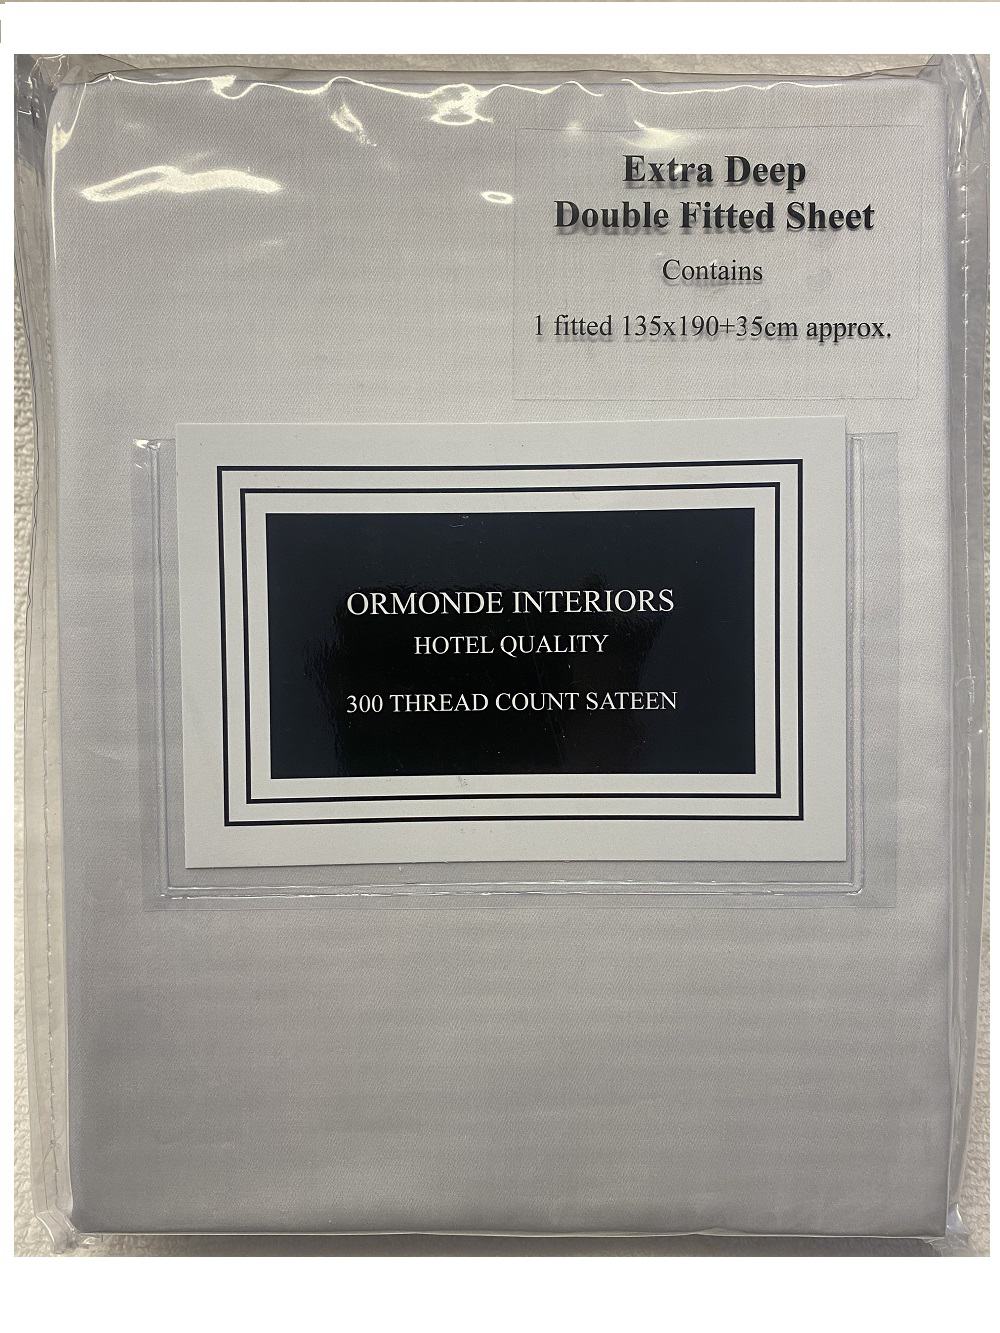 Extra Deep
Double Fitted Sheet
Contains
1 fitted 135x190+35cm approx.
ORMONDE INTERIORS
HOTEL QUALITY
300 THREAD COUNT SATEEN